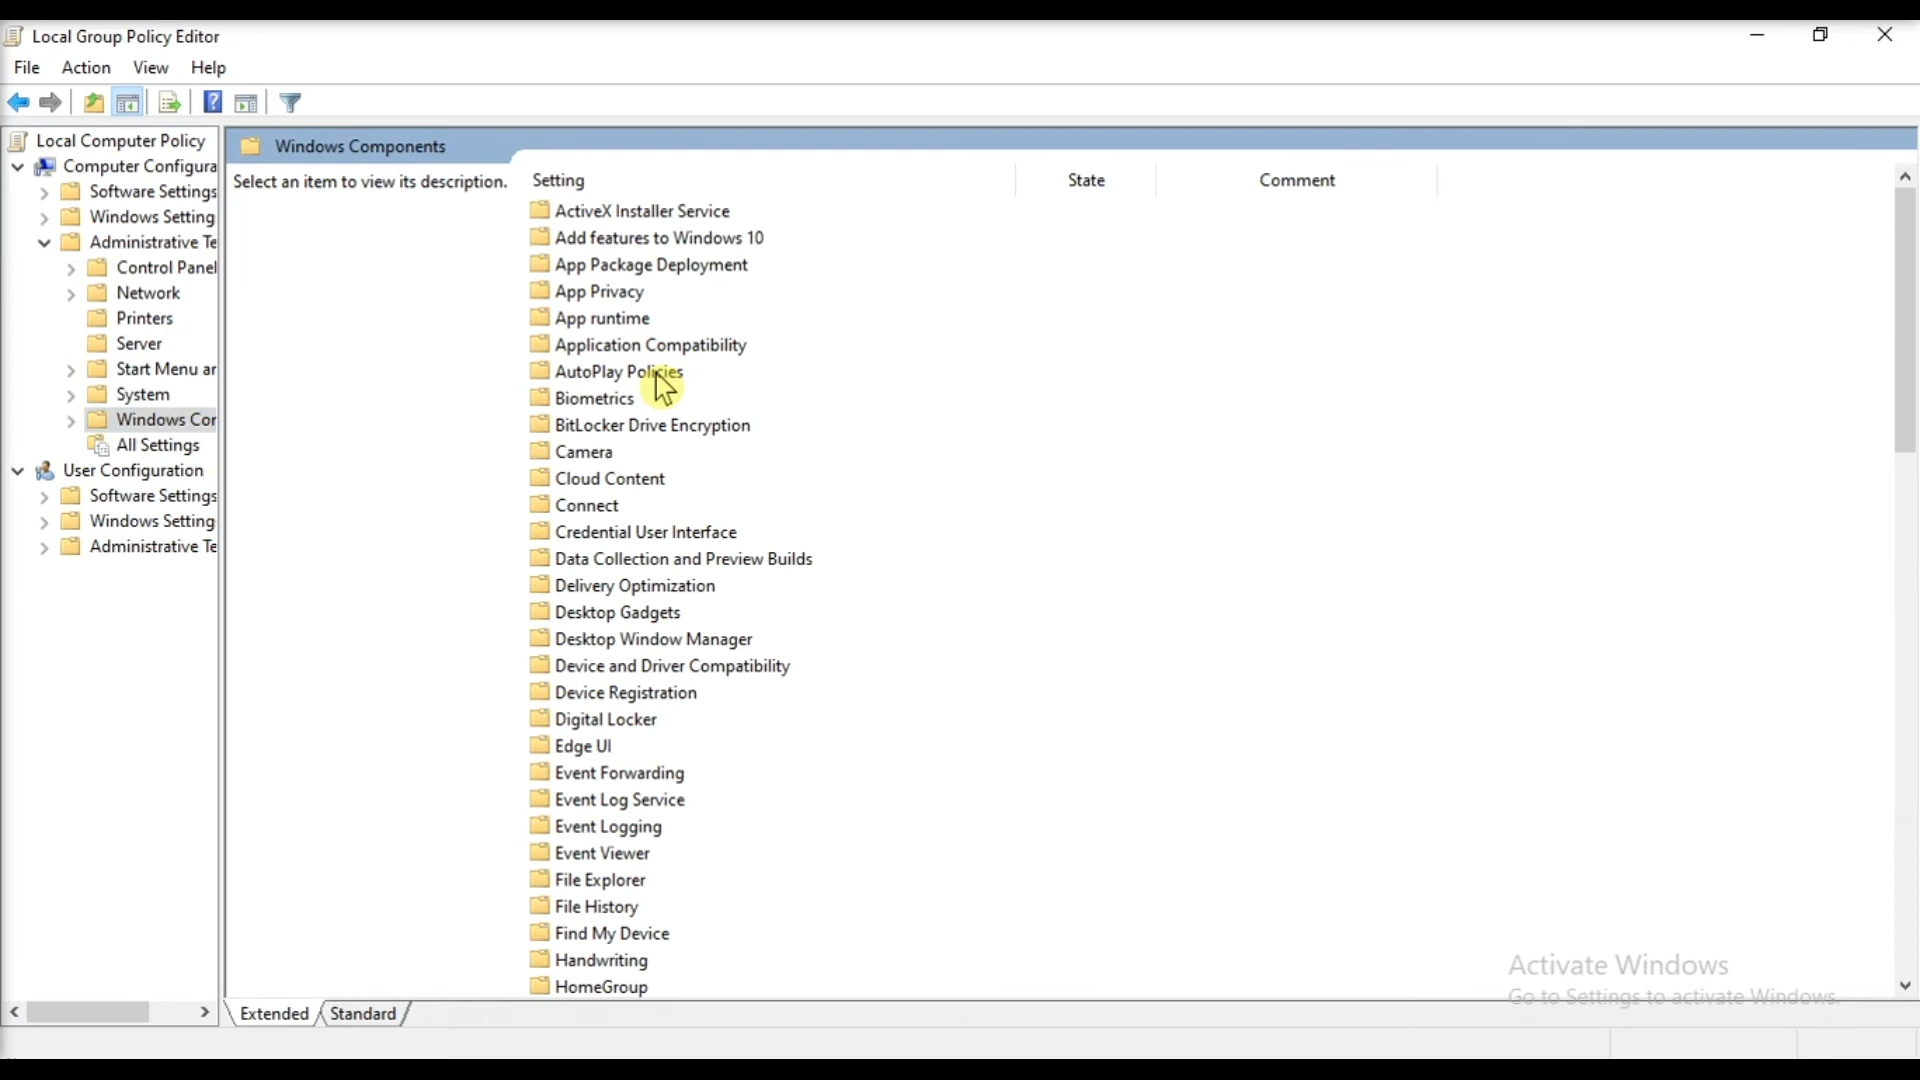 Local Group Policy Editor
File Action View Help
Local Computer Policy
Computer Configura
Software Settings
Windows Setting
Administrative Te
Control Panel
Network
Printers
Server
Start Menu ar
System
Windows Cor
All Settings
User Configuration
Software Settings
Windows Setting
Administrative Te
Windows Components
Select an item to view its description.
Setting State Comment
ActiveX Installer Service
Add features to Windows 10
App Package Deployment
App Privacy
App runtime
Application Compatibility
AutoPlay Policies
Biometrics
BitLocker Drive Encryption
Camera
Cloud Content
Connect
Credential User Interface
Data Collection and Preview Builds
Delivery Optimization
Desktop Gadgets
Desktop Window Manager
Device and Driver Compatibility
Device Registration
Digital Locker
Edge UI
Event Forwarding
Event Log Service
Event Logging
Event Viewer
File Explorer
File History
Find My Device
Handwriting
HomeGroup
Extended Standard
Activate Windows
Go to Settings to activate Windows.